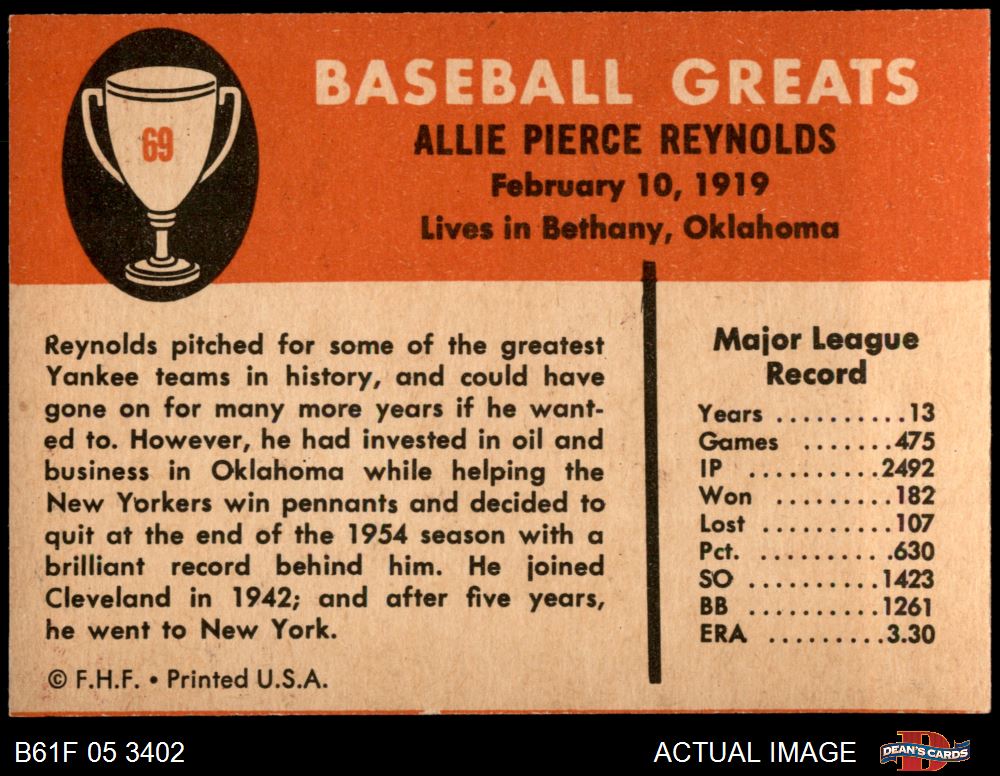 69
BASEBALL GREATS
ALLIE PIERCE REYNOLDS
February 10, 1919
Lives in Bethany, Oklahoma
Reynolds pitched for some of the greatest
Yankee teams in history, and could have
gone on for many more years if he want-
ed to. However, he had invested in oil and
business in Oklahoma while helping the
New Yorkers win pennants and decided to
quit at the end of the 1954 season with a
brilliant record behind him. He joined
Cleveland in 1942; and after five years,
he went to New York.
© F.H.F. • Printed U.S.A.
Major League
Record
Years ..........13
Games .......475
IP ..........2492
Won .........182
Lost ..........107
Pct. ..........630
SO ..........1423
BB ..........1261
ERA .........3.30
B61F 05 3402
ACTUAL IMAGE
D
DEAN'S CARDS